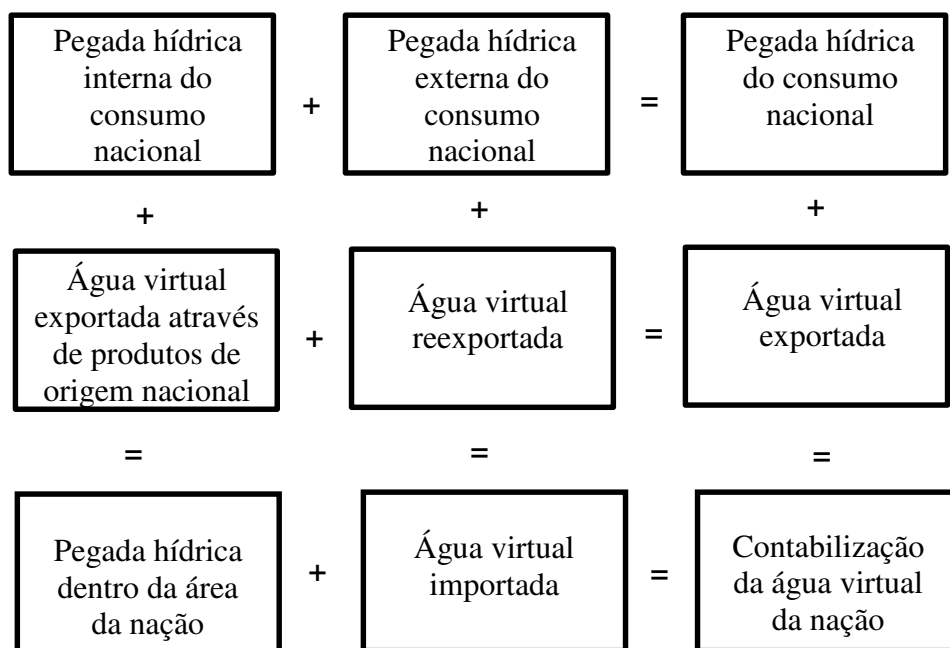 Pegada hídrica
interna do
consumo
nacional
+
Pegada hídrica
externa do
consumo
nacional
=
Pegada hídrica
do consumo
nacional
+
+
+
Água virtual
exportada através
de produtos de
origem nacional
+
Água virtual
reexportada
=
Água virtual
exportada
=
=
=
Pegada hídrica
dentro da área
da nação
+
Água virtual
importada
=
Contabilização
da água virtual
da nação